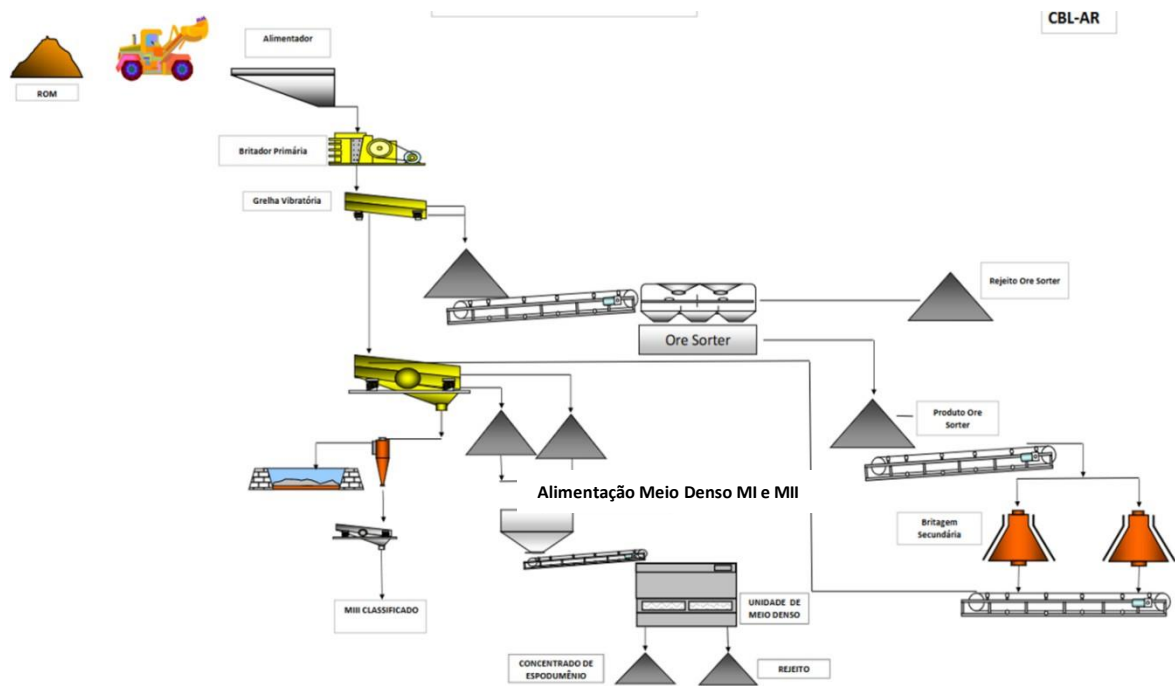 CBL-AR
Alimentador
ROM
Britador Primária
Grelha Vibratória
Rejeito Ore Sorter
Ore Sorter
Produto Ore
Sorter
Alimentação Meio Denso MI e MII
Britagem
Secundária
MIII CLASSIFICADO
UNIDADE DE
MEIO DENSO
CONCENTRADO DE
ESPODUMÊNIO
REJEITO